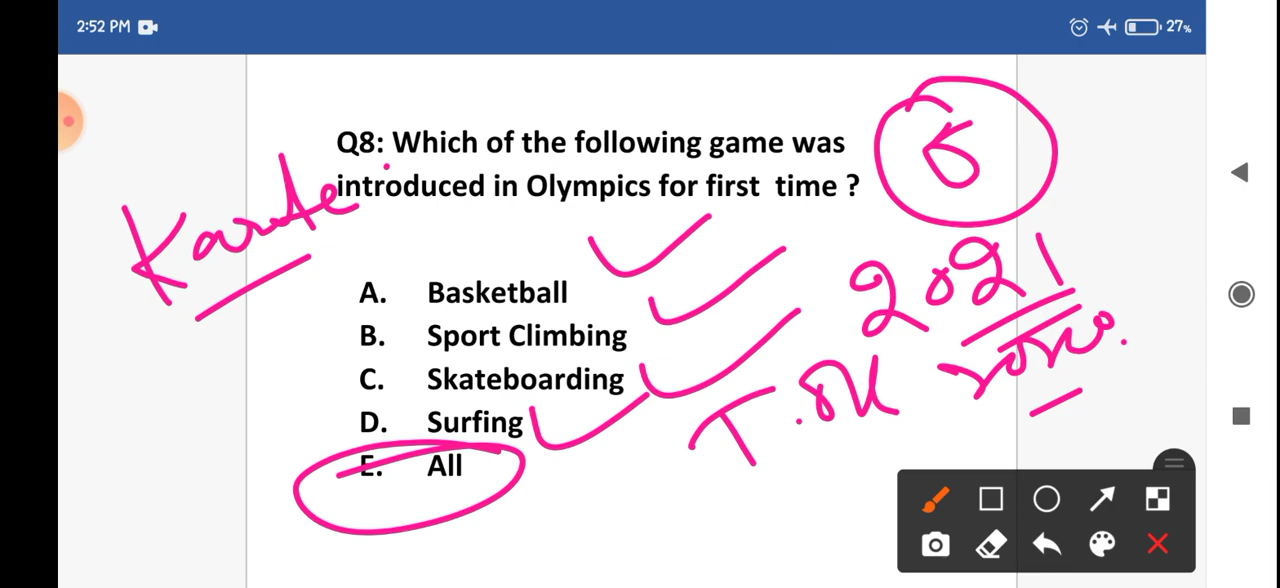 2:52 PM
27%
Q8: Which of the following game was
introduced in Olympics for first time ?
5
Karate
A. Basketball
B. Sport Climbing
C. Skateboarding
D. Surfing
E. All
2021